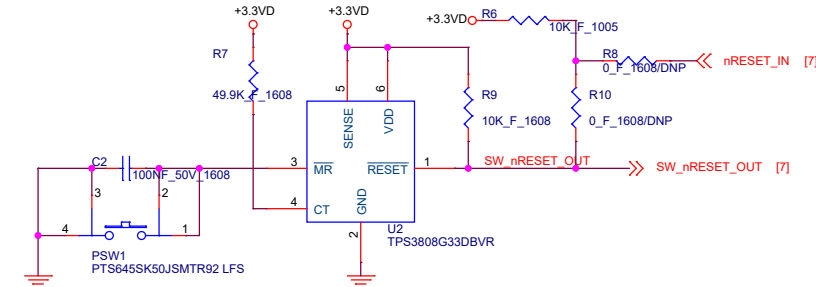 +3.3VD
+3.3VD
+3.3VD
R6
10K_F_1005
R7
49.9K_F_1608
R8
0_F_1608/DNP
nRESET_IN [7]
5
6
SENSE
VDD
R9
10K_F_1608
R10
0_F_1608/DNP
C2
100NF_50V_1608
3
MR
RESET
1
SW_nRESET_OUT
SW_nRESET_OUT [7]
3
2
4
CT
GND
4
1
2
U2
TPS3808G33DBVR
PSW1
PTS645SK50JSMTR92 LFS